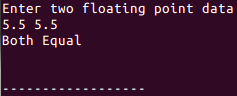 Enter two floating point data
5.5 5.5
Both Equal
------------------